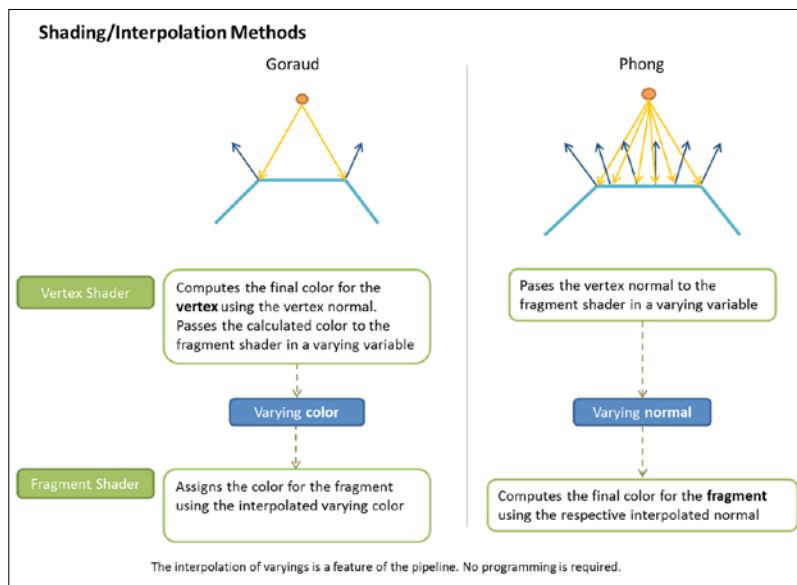 Shading/Interpolation Methods
Goraud
Phong
Vertex Shader
Computes the final color for the
vertex using the vertex normal.
Passes the calculated color to the
fragment shader in a varying variable
Pases the vertex normal to the
fragment shader in a varying variable
Varying color
Varying normal
Fragment Shader
Assigns the color for the fragment
using the interpolated varying color
Computes the final color for the fragment
using the respective interpolated normal
The interpolation of varyings is a feature of the pipeline. No programming is required.